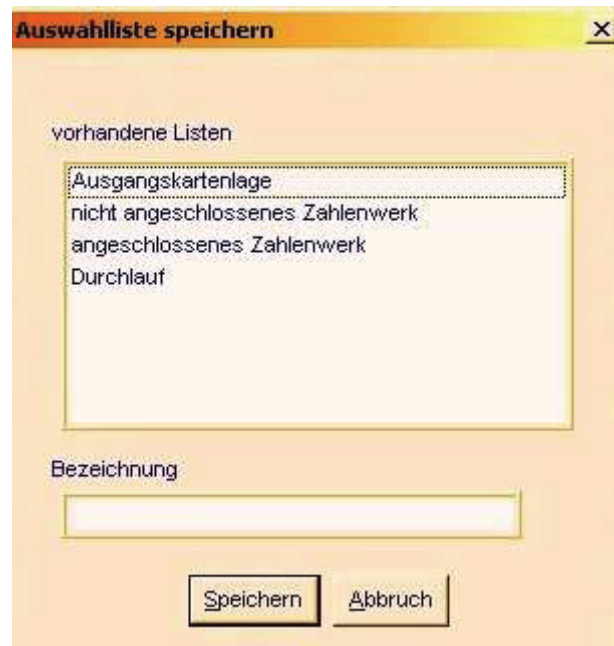 Auswahlliste speichern
vorhandene Listen
Ausgangskartenlage
nicht angeschlossenes Zahlenwerk
angeschlossenes Zahlenwerk
Durchlauf
Bezeichnung
Speichern Abbruch